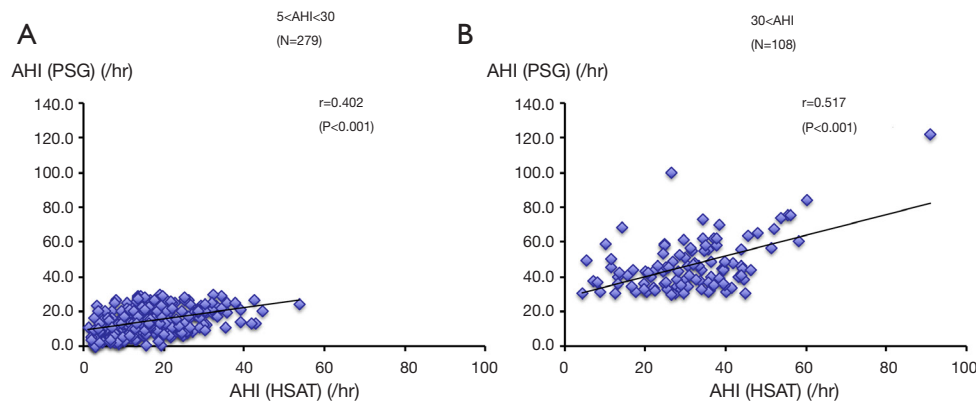 A
5<AHI<30
(N=279)
AHI (PSG) (/hr)
r=0.402
(P<0.001)
140.0
120.0
100.0
80.0
60.0
40.0
20.0
0.0
0
20
40
60
80
100
AHI (HSAT) (/hr)
B
30<AHI
(N=108)
AHI (PSG) (/hr)
r=0.517
(P<0.001)
140.0
120.0
100.0
80.0
60.0
40.0
20.0
0.0
0
20
40
60
80
100
AHI (HSAT) (/hr)